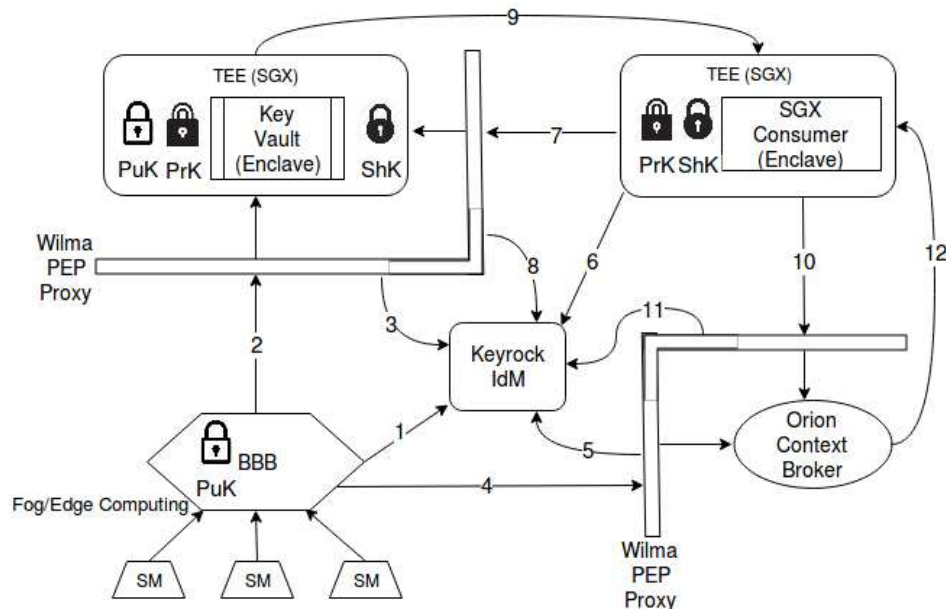 9
TEE (SGX)
PuK
PrK
Key
Vault
(Enclave)
ShK
7
TEE (SGX)
PrK
ShK
SGX
Consumer
(Enclave)
Wilma
PEP
Proxy
2
3
8
6
10
12
11
Keyrock
IdM
1
5
4
Orion
Context
Broker
BBB
PuK
Fog/Edge Computing
SM
SM
SM
Wilma
PEP
Proxy